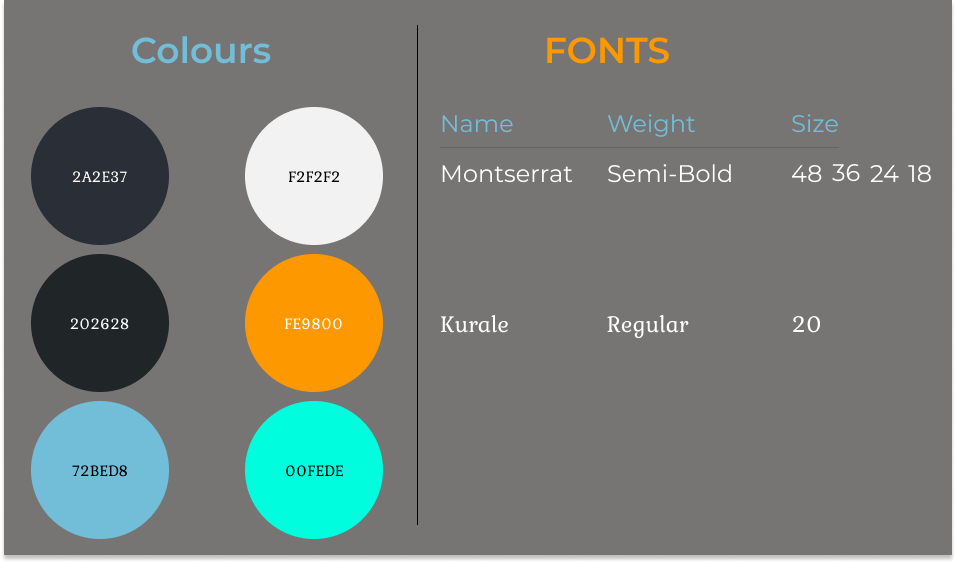 Colours
2A2E37
F2F2F2
202628
FE9800
72BED8
00FEDE
FONTS
Name Weight Size
Montserrat Semi-Bold 48 36 24 18
Kurale Regular 20